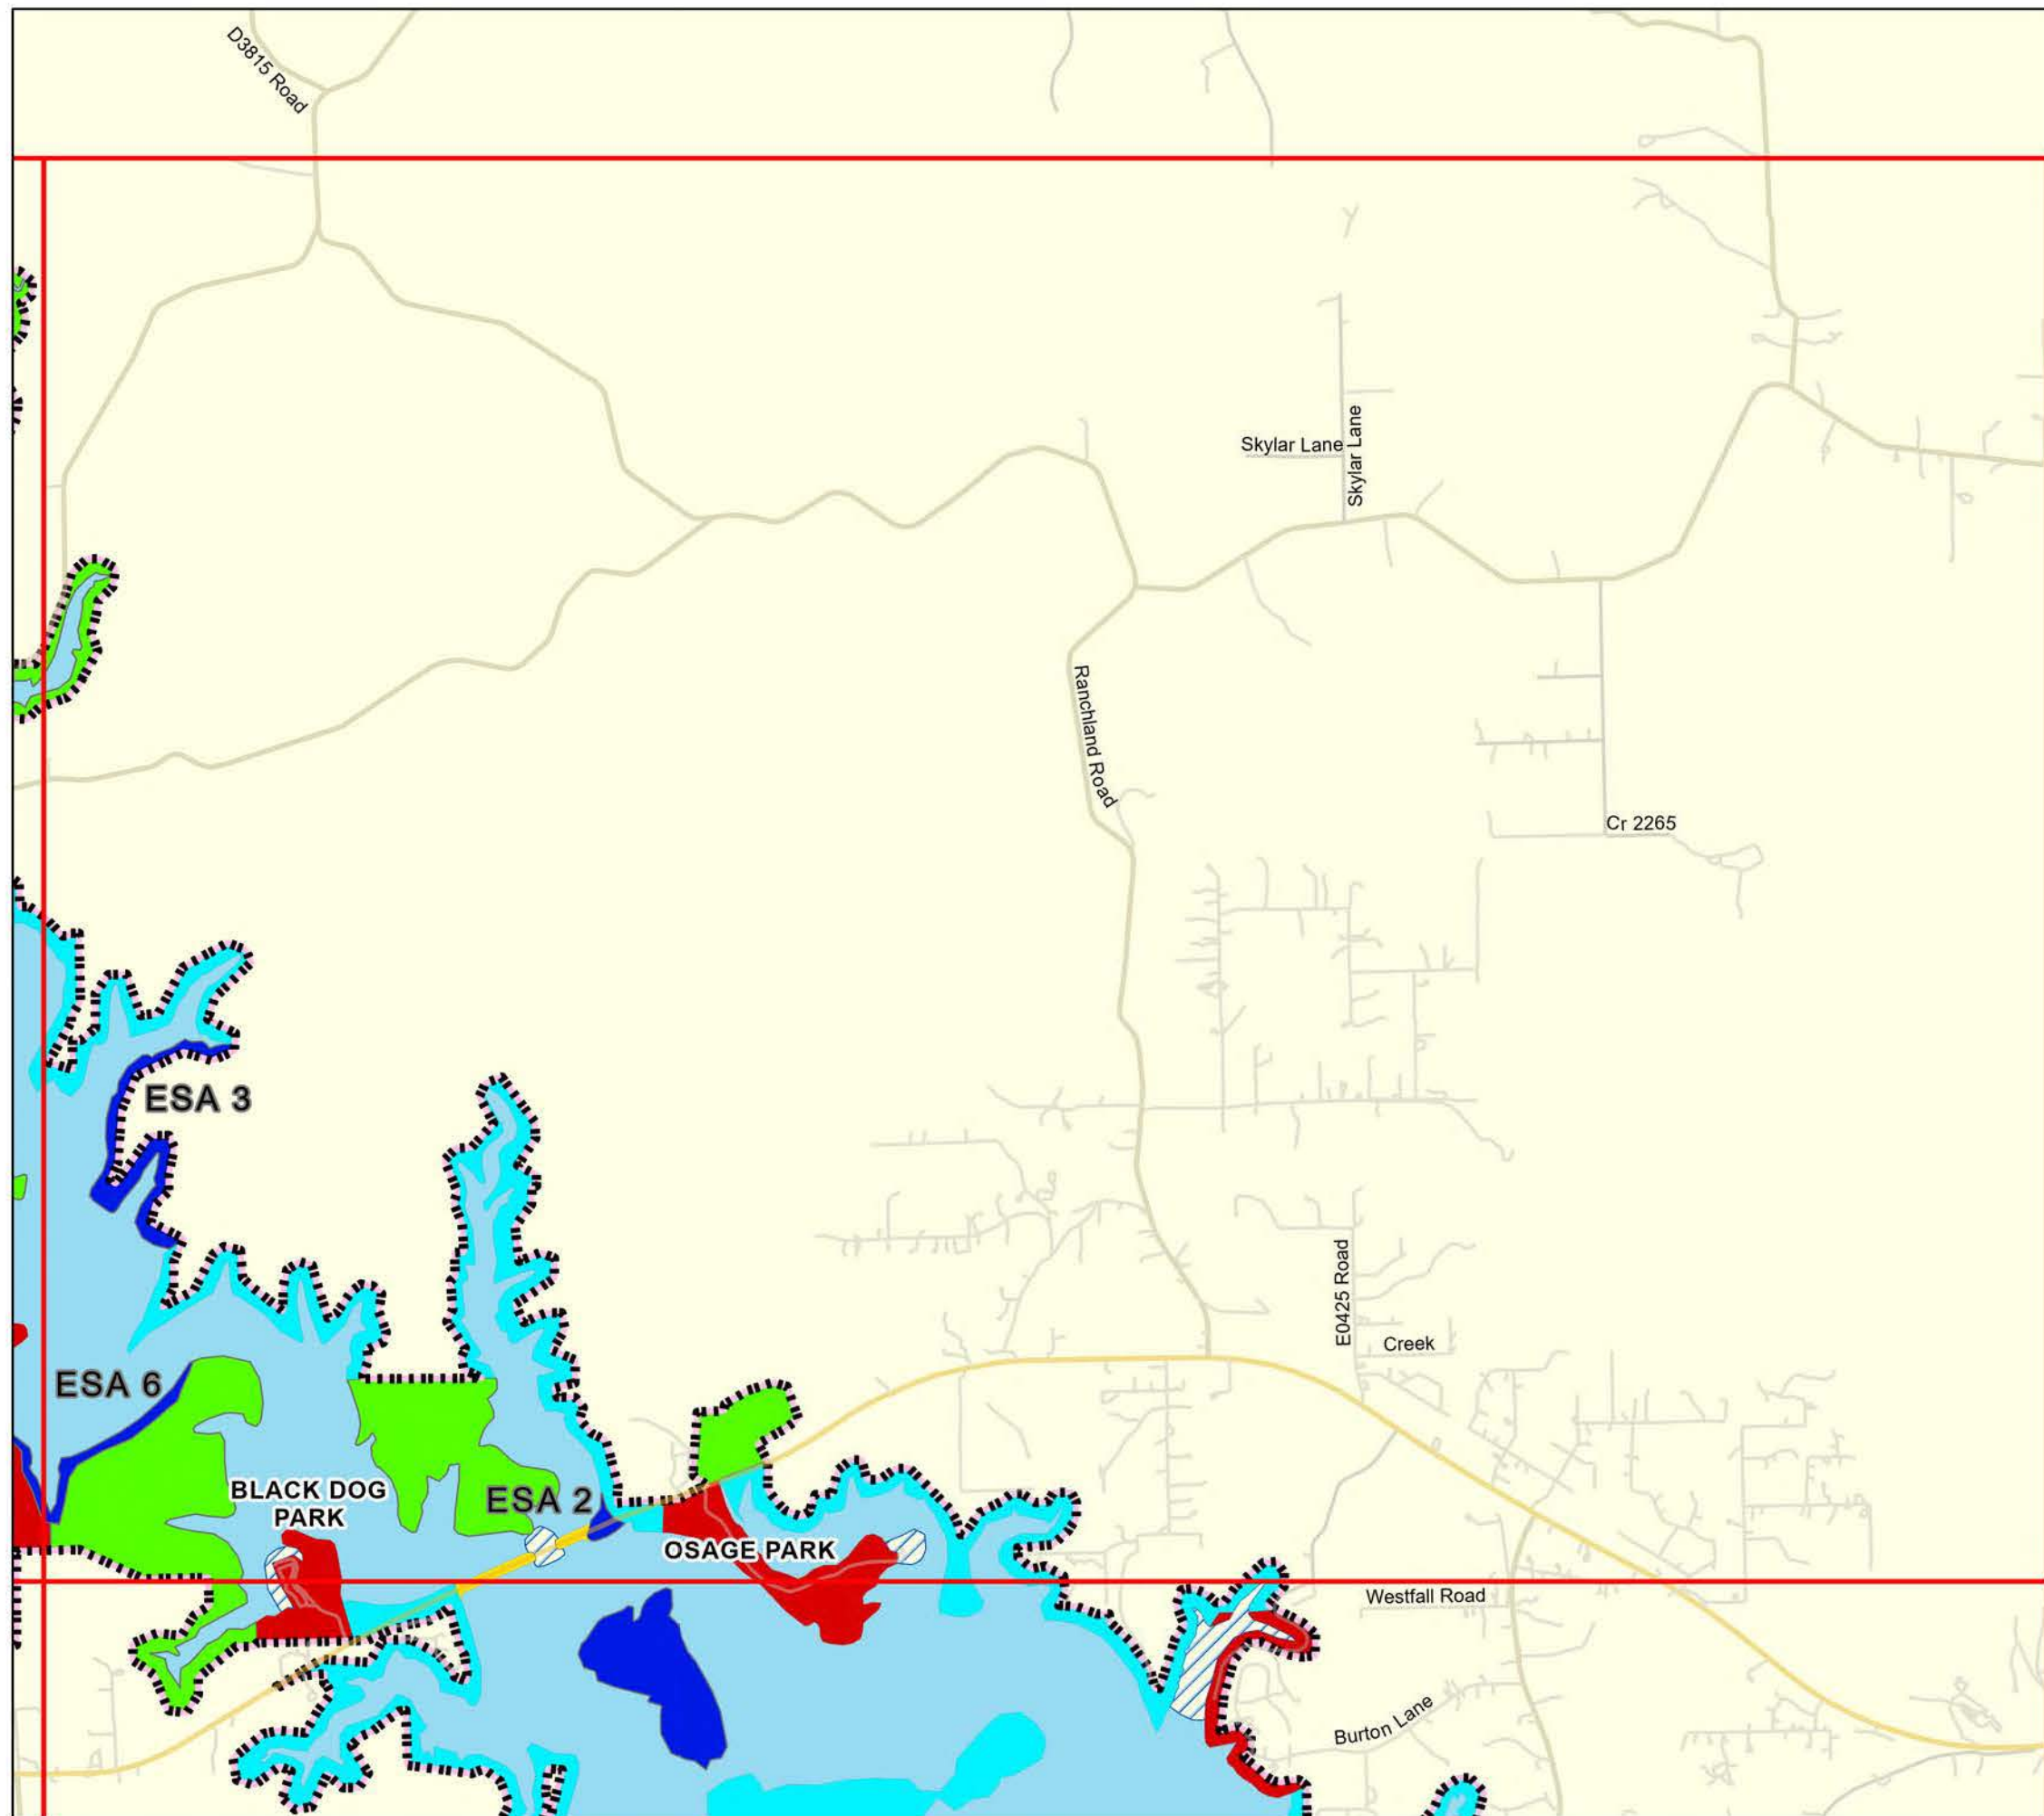 D3815 Road
Skylar Lane
Skylar Lane
Ranchland Road
Cr 2265
ESA 3
E0425 Road
Creek
ESA 6
BLACK DOG
PARK
ESA 2
OSAGE PARK
Westfall Road
Burton Lane